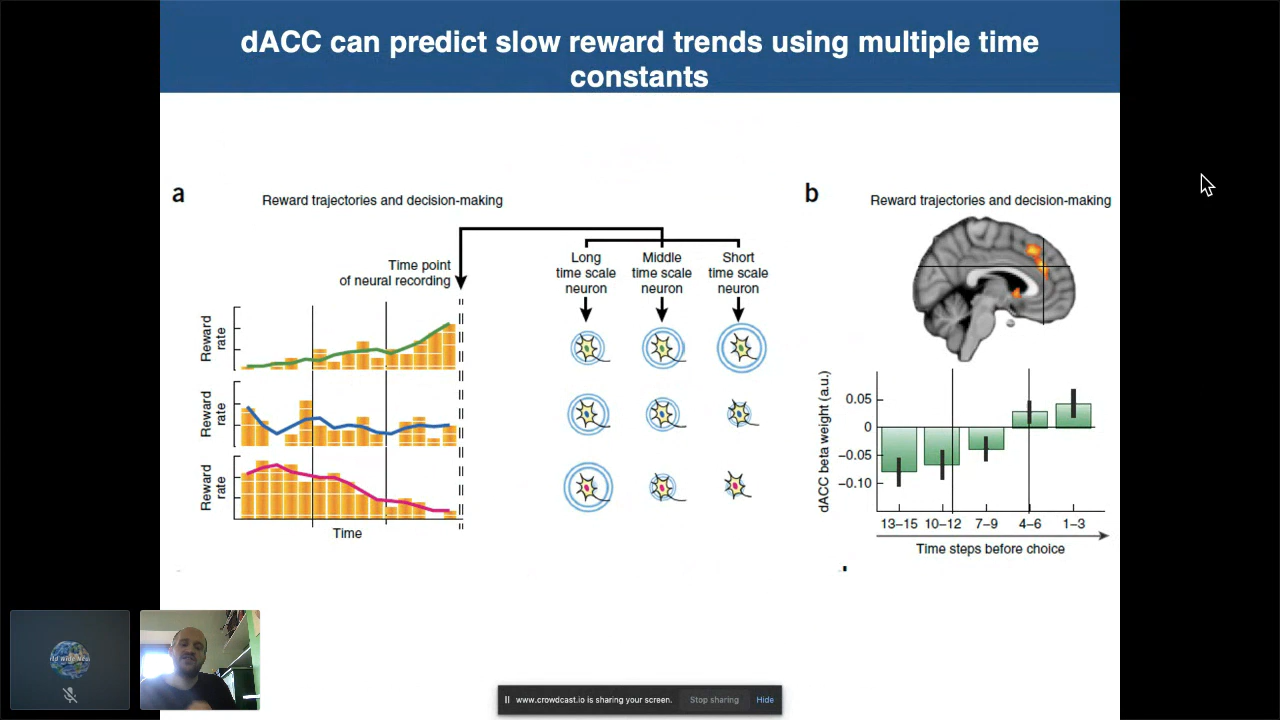 dACC can predict slow reward trends using multiple time
constants
a
Reward trajectories and decision-making
Time point
of neural recording
Long
time scale
neuron
Middle
time scale
neuron
Short
time scale
neuron
Reward
rate
Reward
rate
Reward
rate
Time
b
Reward trajectories and decision-making
dACC beta weight (a.u.)
0.05
0
−0.05
−0.10
13–15
10–12
7–9
4–6
1–3
Time steps before choice
www.crowdcast.io is sharing your screen.
Stop sharing
Hide